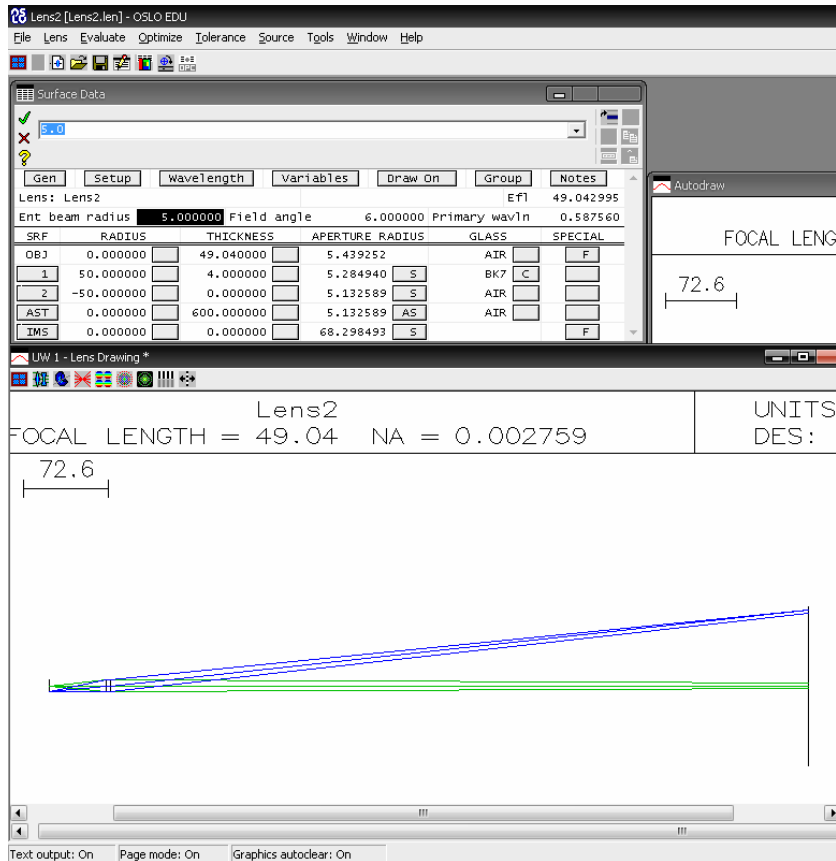 Lens2 [Lens2.len] - OSLO EDU
File Lens Evaluate Optimize Tolerance Source Tools Window Help
Surface Data
5.0
Gen Setup Wavelength Variables Draw On Group Notes
Lens: Lens2 Efl 49.042995
Ent beam radius 5.000000 Field angle 6.000000 Primary wavln 0.587560
SRF RADIUS THICKNESS APERTURE RADIUS GLASS SPECIAL
OBJ 0.000000 49.040000 5.439252 AIR F
1 50.000000 4.000000 5.284940 S BK7 C
2 -50.000000 0.000000 5.132589 S AIR
AST 0.000000 600.000000 5.132589 AS AIR
IMS 0.000000 0.000000 68.298493 S F
Autodraw
FOCAL LENG
72.6
UW 1 - Lens Drawing *
Lens2 UNITS
FOCAL LENGTH = 49.04 NA = 0.002759 DES:
72.6
Text output: On Page mode: On Graphics autoclear: On